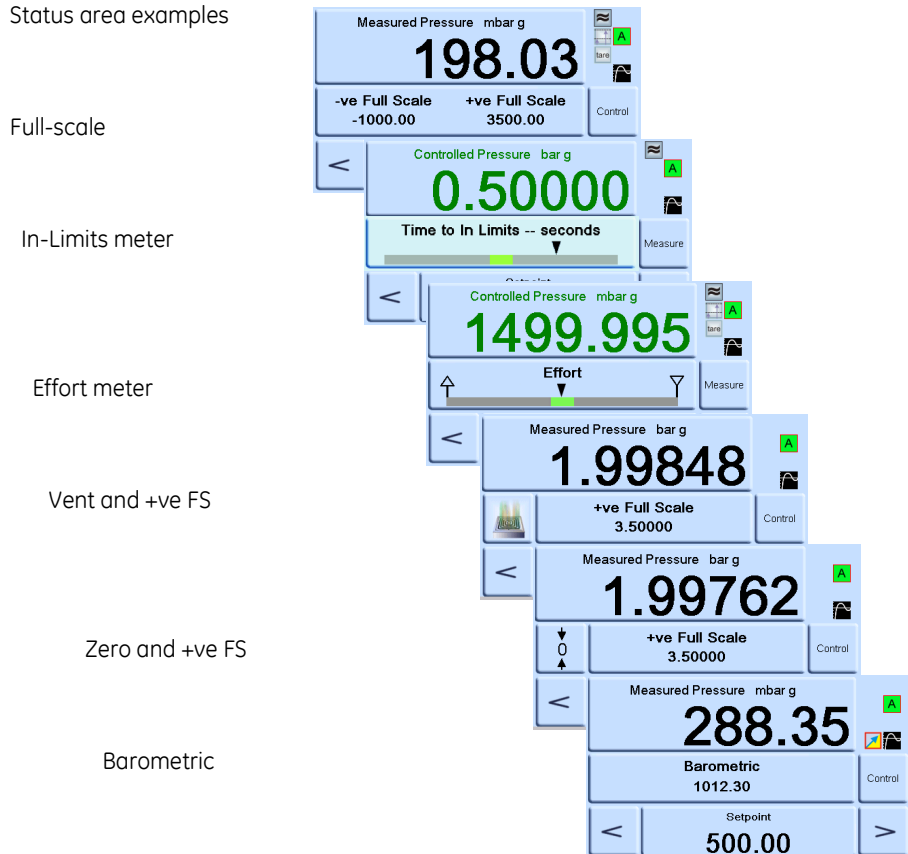 Status area examples
Measured Pressure mbar g
198.03
A
tare
Full-scale
-ve Full Scale +ve Full Scale
-1000.00 3500.00
Control
<
Controlled Pressure bar g
0.50000
A
In-Limits meter
Time to In Limits -- seconds
Measure
<
Controlled Pressure mbar g
1499.995
A
tare
Effort meter
Effort
Measure
<
Measured Pressure bar g
1.99848
A
Vent and +ve FS
+ve Full Scale
3.50000
Control
<
Measured Pressure bar g
1.99762
A
Zero and +ve FS
0
+ve Full Scale
3.50000
Control
<
Measured Pressure mbar g
288.35
A
Barometric
Barometric
1012.30
Control
<
Setpoint
500.00
>